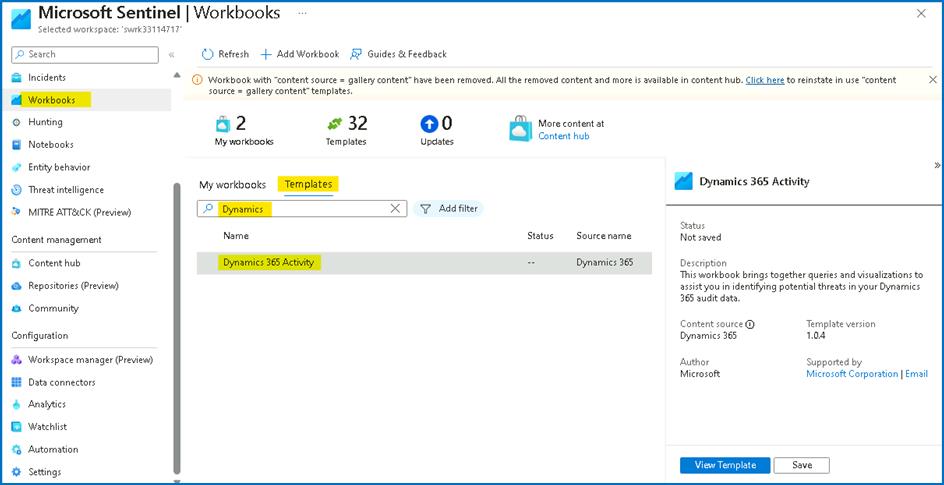 Microsoft Sentinel | Workbooks ...
Selected workspace: 'swrk33114717'
Search
Incidents
Workbooks
Hunting
Notebooks
Entity behavior
Threat intelligence
MITRE ATT&CK (Preview)
Content management
Content hub
Repositories (Preview)
Community
Configuration
Workspace manager (Preview)
Data connectors
Analytics
Watchlist
Automation
Settings
Refresh
Add Workbook
Guides & Feedback
Workbook with "content source = gallery content" have been removed. All the removed content and more is available in content hub. Click here to reinstate in use "content
source = gallery content" templates.
2
My workbooks
32
Templates
0
Updates
More content at
Content hub
My workbooks
Templates
Dynamics
Add filter
Name Status Source name
Dynamics 365 Activity -- Dynamics 365
Dynamics 365 Activity
Status
Not saved
Description
This workbook brings together queries and visualizations to
assist you in identifying potential threats in your Dynamics
365 audit data.
Content source
Dynamics 365
Template version
1.0.4
Author
Microsoft
Supported by
Microsoft Corporation | Email
View Template
Save